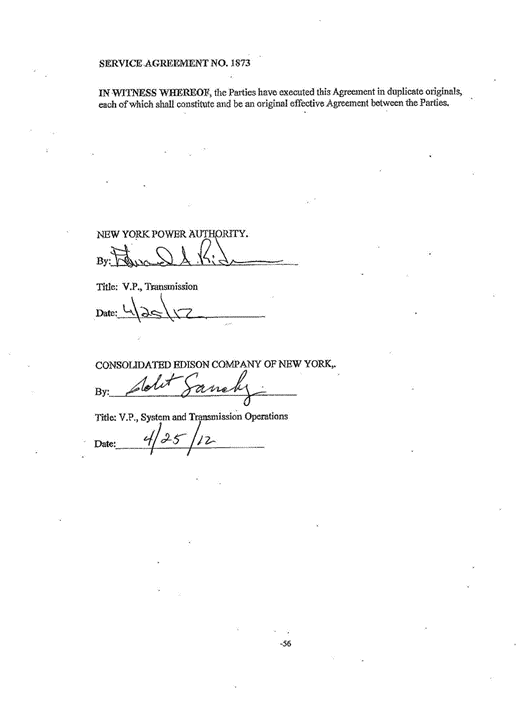 SERVICE AGREEMENT NO. 1873
IN WITNESS WHEREOF, the Parties have executed this Agreement in duplicate originals,
each of which shall constitute and be an original effective Agreement between the Parties.
NEW YORK POWER AUTHORITY.
By:
Title: V.P., Transmission
Date: 4/25/12
CONSOLIDATED EDISON COMPANY OF NEW YORK,.
By:
Title: V.P., System and Transmission Operations
Date: 4/25/12
-56